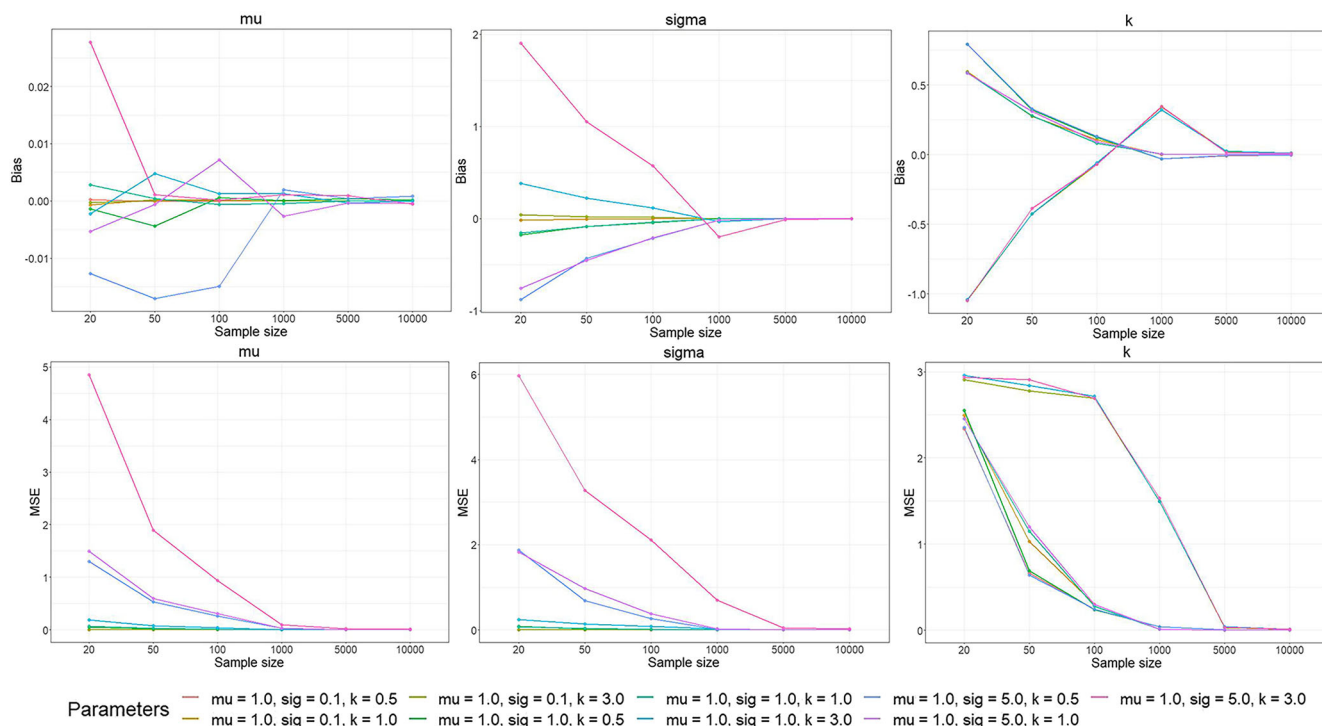 mu
sigma
k
Bias
0.02
0.01
0.00
-0.01
20
50
100
1000
5000
10000
Sample size
Bias
2
1
0
-1
20
50
100
1000
5000
10000
Sample size
Bias
0.5
0.0
-0.5
-1.0
20
50
100
1000
5000
10000
Sample size
mu
sigma
k
MSE
5
4
3
2
1
0
20
50
100
1000
5000
10000
Sample size
MSE
6
4
2
0
20
50
100
1000
5000
10000
Sample size
MSE
3
2
1
0
20
50
100
1000
5000
10000
Sample size
Parameters
mu = 1.0, sig = 0.1, k = 0.5
mu = 1.0, sig = 0.1, k = 1.0
mu = 1.0, sig = 0.1, k = 3.0
mu = 1.0, sig = 1.0, k = 0.5
mu = 1.0, sig = 1.0, k = 1.0
mu = 1.0, sig = 1.0, k = 3.0
mu = 1.0, sig = 5.0, k = 0.5
mu = 1.0, sig = 5.0, k = 1.0
mu = 1.0, sig = 5.0, k = 3.0